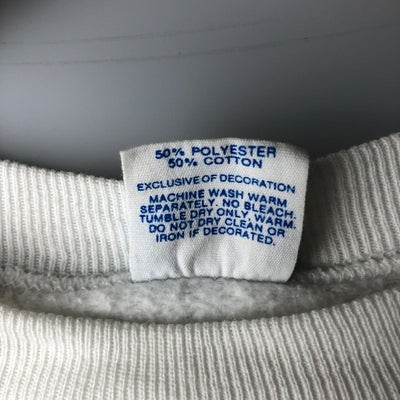 50% POLYESTER
50% COTTON
EXCLUSIVE OF DECORATION
MACHINE WASH WARM
SEPARATELY. NO BLEACH.
TUMBLE DRY ONLY, WARM.
DO NOT DRY CLEAN OR
IRON IF DECORATED.